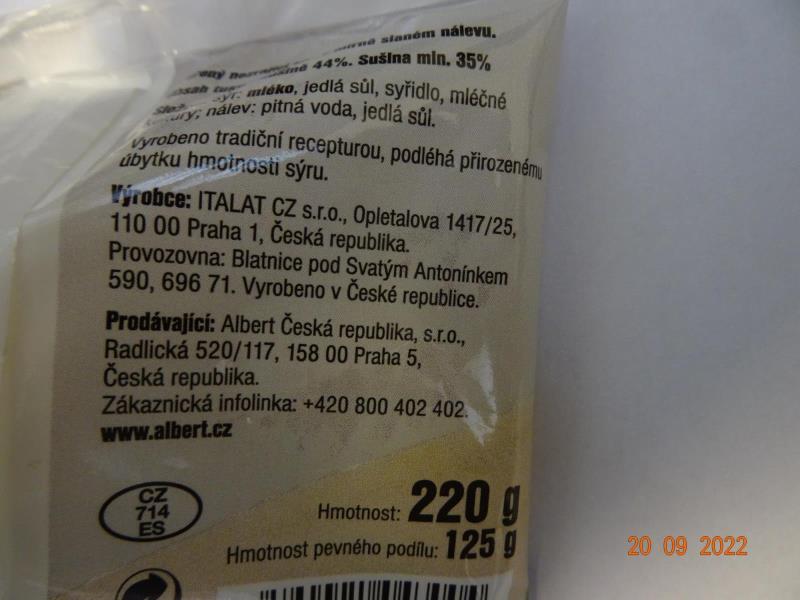 slaném nálevu.
44%. Sušina min. 35%
mléko, jedlá sůl, syřidlo, mléčné
nálev: pitná voda, jedlá sůl.
Vyrobeno tradiční recepturou, podléhá přirozenému
úbytku hmotnosti sýru.
Výrobce: ITALAT CZ s.r.o., Opletalova 1417/25,
110 00 Praha 1, Česká republika.
Provozovna: Blatnice pod Svatým Antonínkem
590, 696 71. Vyrobeno v České republice.
Prodávající: Albert Česká republika, s.r.o.,
Radlická 520/117, 158 00 Praha 5,
Česká republika.
Zákaznická infolinka: +420 800 402 402.
www.albert.cz
CZ
714
ES
Hmotnost: 220 g
Hmotnost pevného podílu: 125 g
20 09 2022